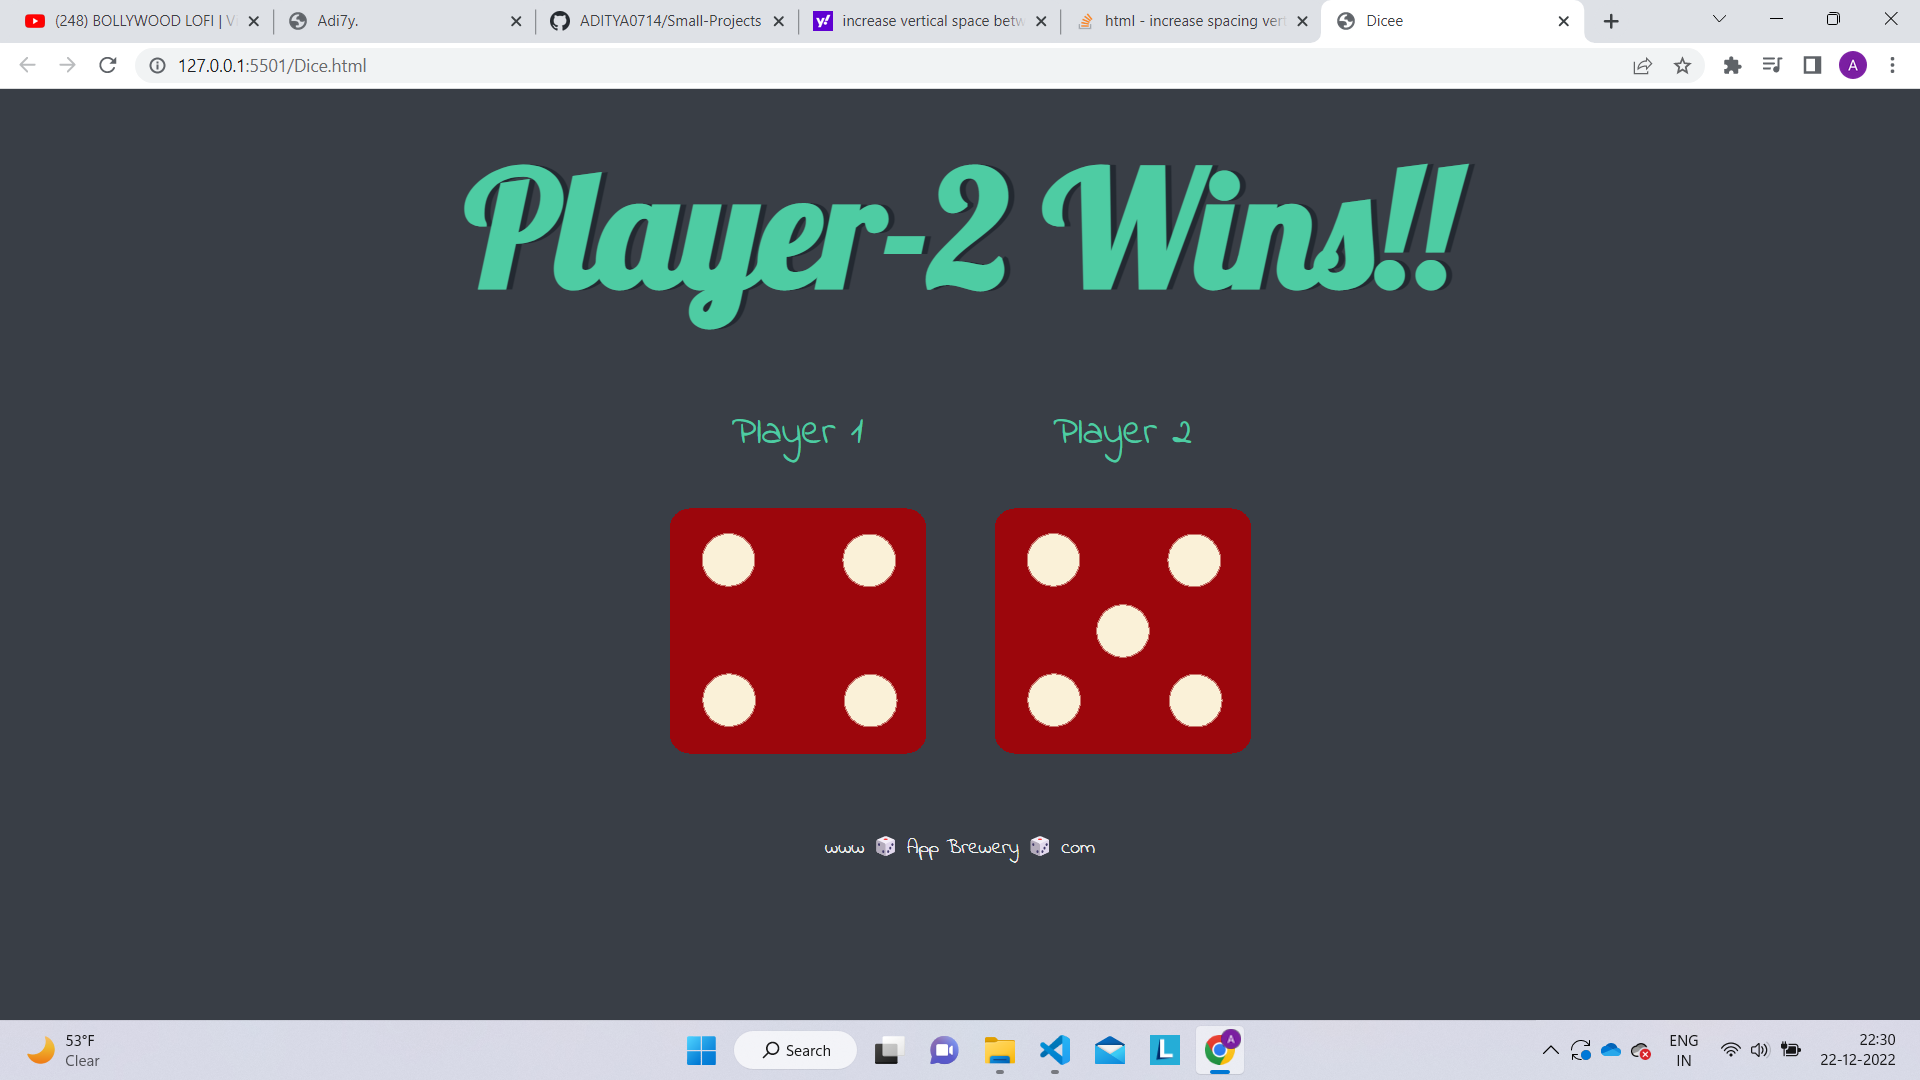 (248) BOLLYWOOD LOFI | V
Adi7y.
ADITYA0714/Small-Projects
increase vertical space betw
html - increase spacing vert
Dicee
127.0.0.1:5501/Dice.html
A
Player-2 Wins!!
Player 1 Player 2
www 🎲 App Brewery 🎲 com
53°F
Clear
Search
A
ENG
IN
22:30
22-12-2022